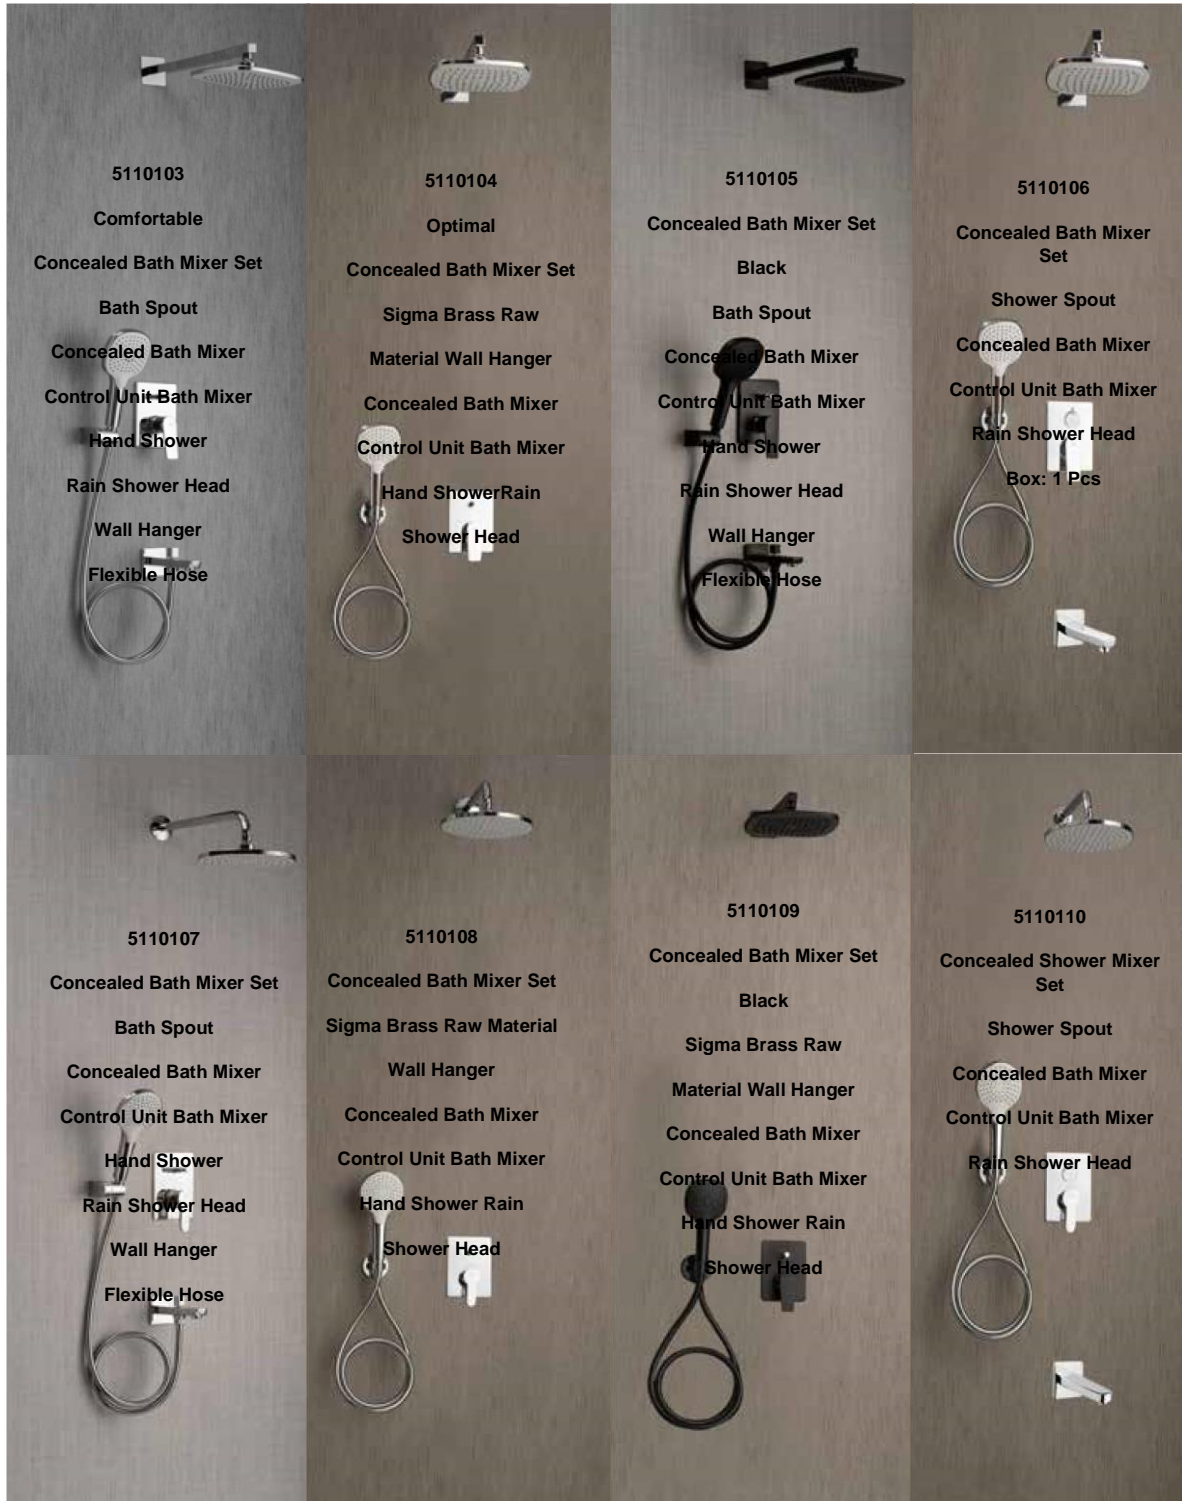 5110103
Comfortable
Concealed Bath Mixer Set
Bath Spout
Concealed Bath Mixer
Control Unit Bath Mixer
Hand Shower
Rain Shower Head
Wall Hanger
Flexible Hose
5110104
Optimal
Concealed Bath Mixer Set
Sigma Brass Raw
Material Wall Hanger
Concealed Bath Mixer
Control Unit Bath Mixer
Hand ShowerRain
Shower Head
5110105
Concealed Bath Mixer Set
Black
Bath Spout
Concealed Bath Mixer
Control Unit Bath Mixer
Hand Shower
Rain Shower Head
Wall Hanger
Flexible Hose
5110106
Concealed Bath Mixer
Set
Shower Spout
Concealed Bath Mixer
Control Unit Bath Mixer
Rain Shower Head
Box: 1 Pcs
5110107
Concealed Bath Mixer Set
Bath Spout
Concealed Bath Mixer
Control Unit Bath Mixer
Hand Shower
Rain Shower Head
Wall Hanger
Flexible Hose
5110108
Concealed Bath Mixer Set
Sigma Brass Raw Material
Wall Hanger
Concealed Bath Mixer
Control Unit Bath Mixer
Hand Shower Rain
Shower Head
5110109
Concealed Bath Mixer Set
Black
Sigma Brass Raw
Material Wall Hanger
Concealed Bath Mixer
Control Unit Bath Mixer
Hand Shower Rain
Shower Head
5110110
Concealed Shower Mixer
Set
Shower Spout
Concealed Bath Mixer
Control Unit Bath Mixer
Rain Shower Head